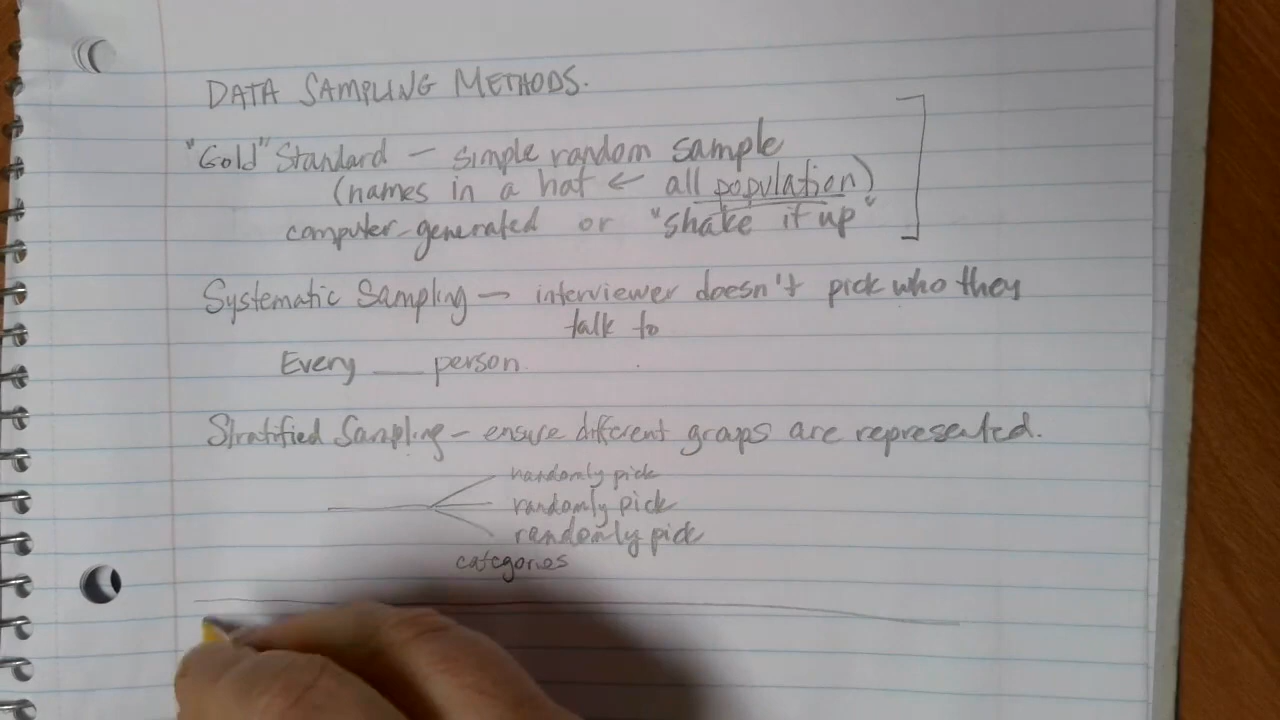 DATA SAMPLING METHODS.
"Gold" Standard – simple random sample
(names in a hat ← all population)
computer-generated or "shake it up"
Systematic Sampling – interviewer doesn't pick who they
talk to
Every ___ person.
Stratified Sampling – ensure different groups are represented.
randomly pick
randomly pick
randomly pick
categories